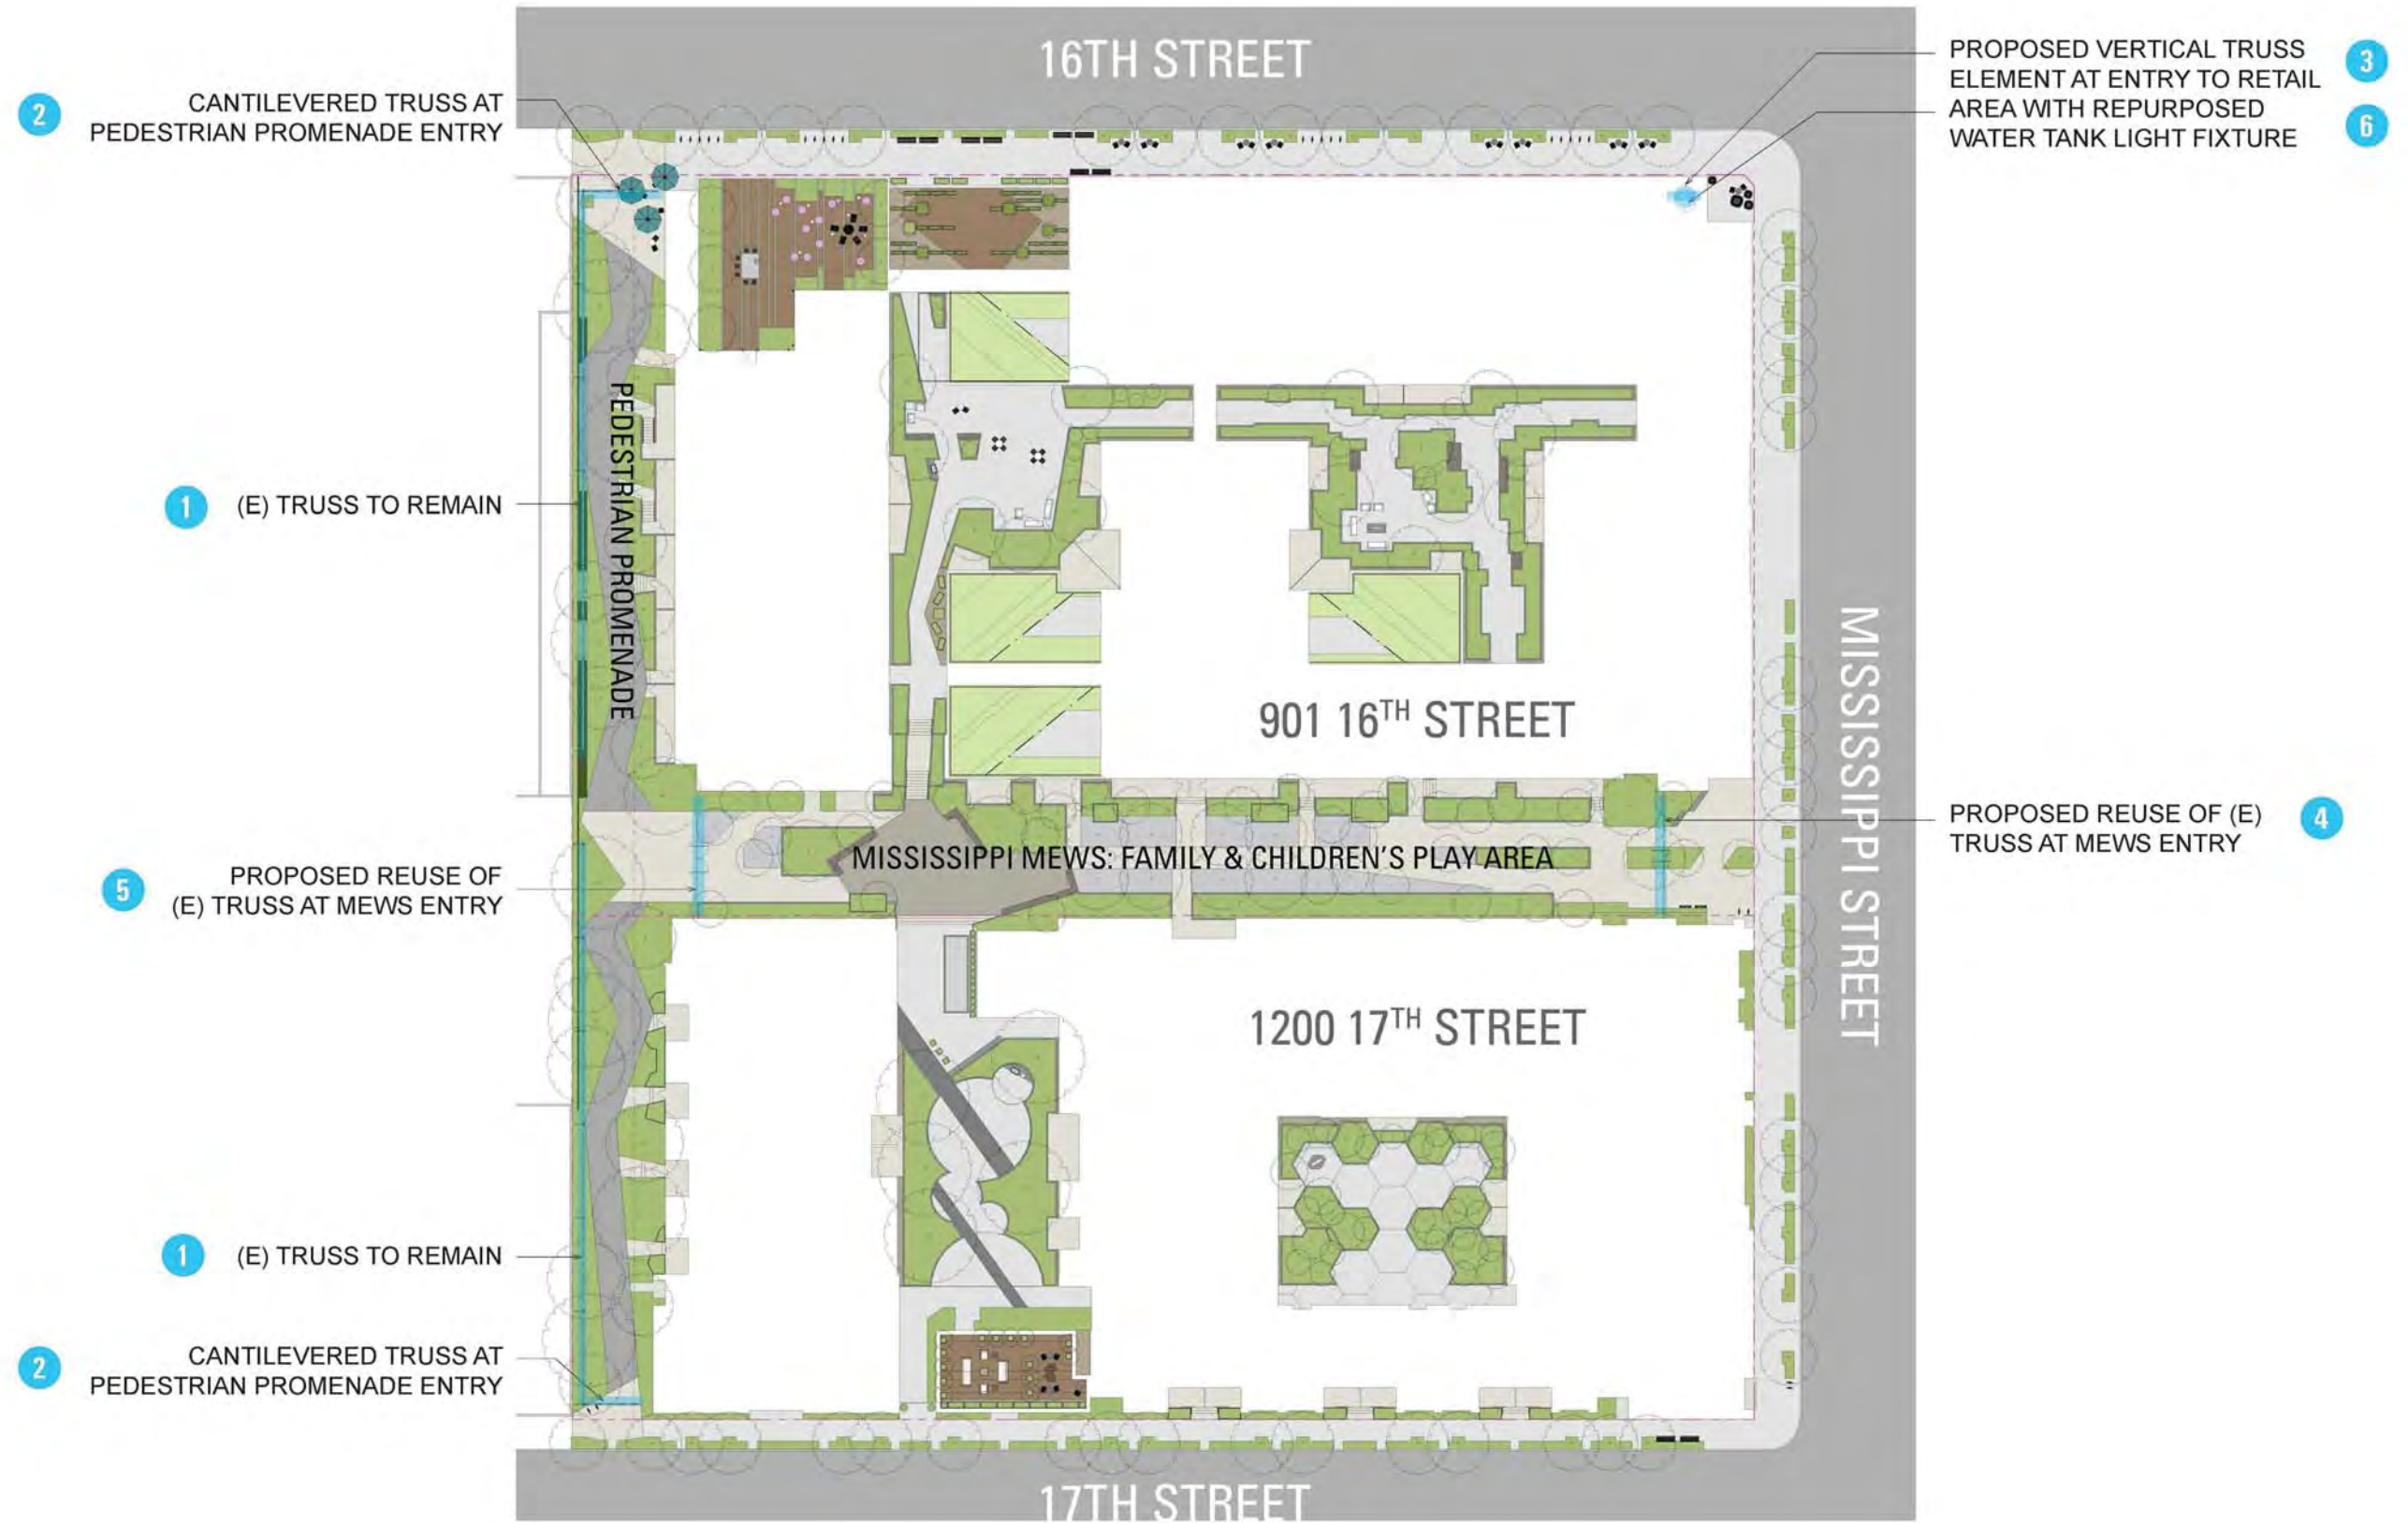 16TH STREET
2
CANTILEVERED TRUSS AT
PEDESTRIAN PROMENADE ENTRY
PROPOSED VERTICAL TRUSS
ELEMENT AT ENTRY TO RETAIL
AREA WITH REPURPOSED
WATER TANK LIGHT FIXTURE
3
6
1
(E) TRUSS TO REMAIN
PEDESTRIAN PROMENADE
901 16TH STREET
MISSISSIPPI STREET
PROPOSED REUSE OF (E)
TRUSS AT MEWS ENTRY
4
MISSISSIPPI MEWS: FAMILY & CHILDREN'S PLAY AREA
5
PROPOSED REUSE OF
(E) TRUSS AT MEWS ENTRY
1200 17TH STREET
1
(E) TRUSS TO REMAIN
2
CANTILEVERED TRUSS AT
PEDESTRIAN PROMENADE ENTRY
17TH STREET